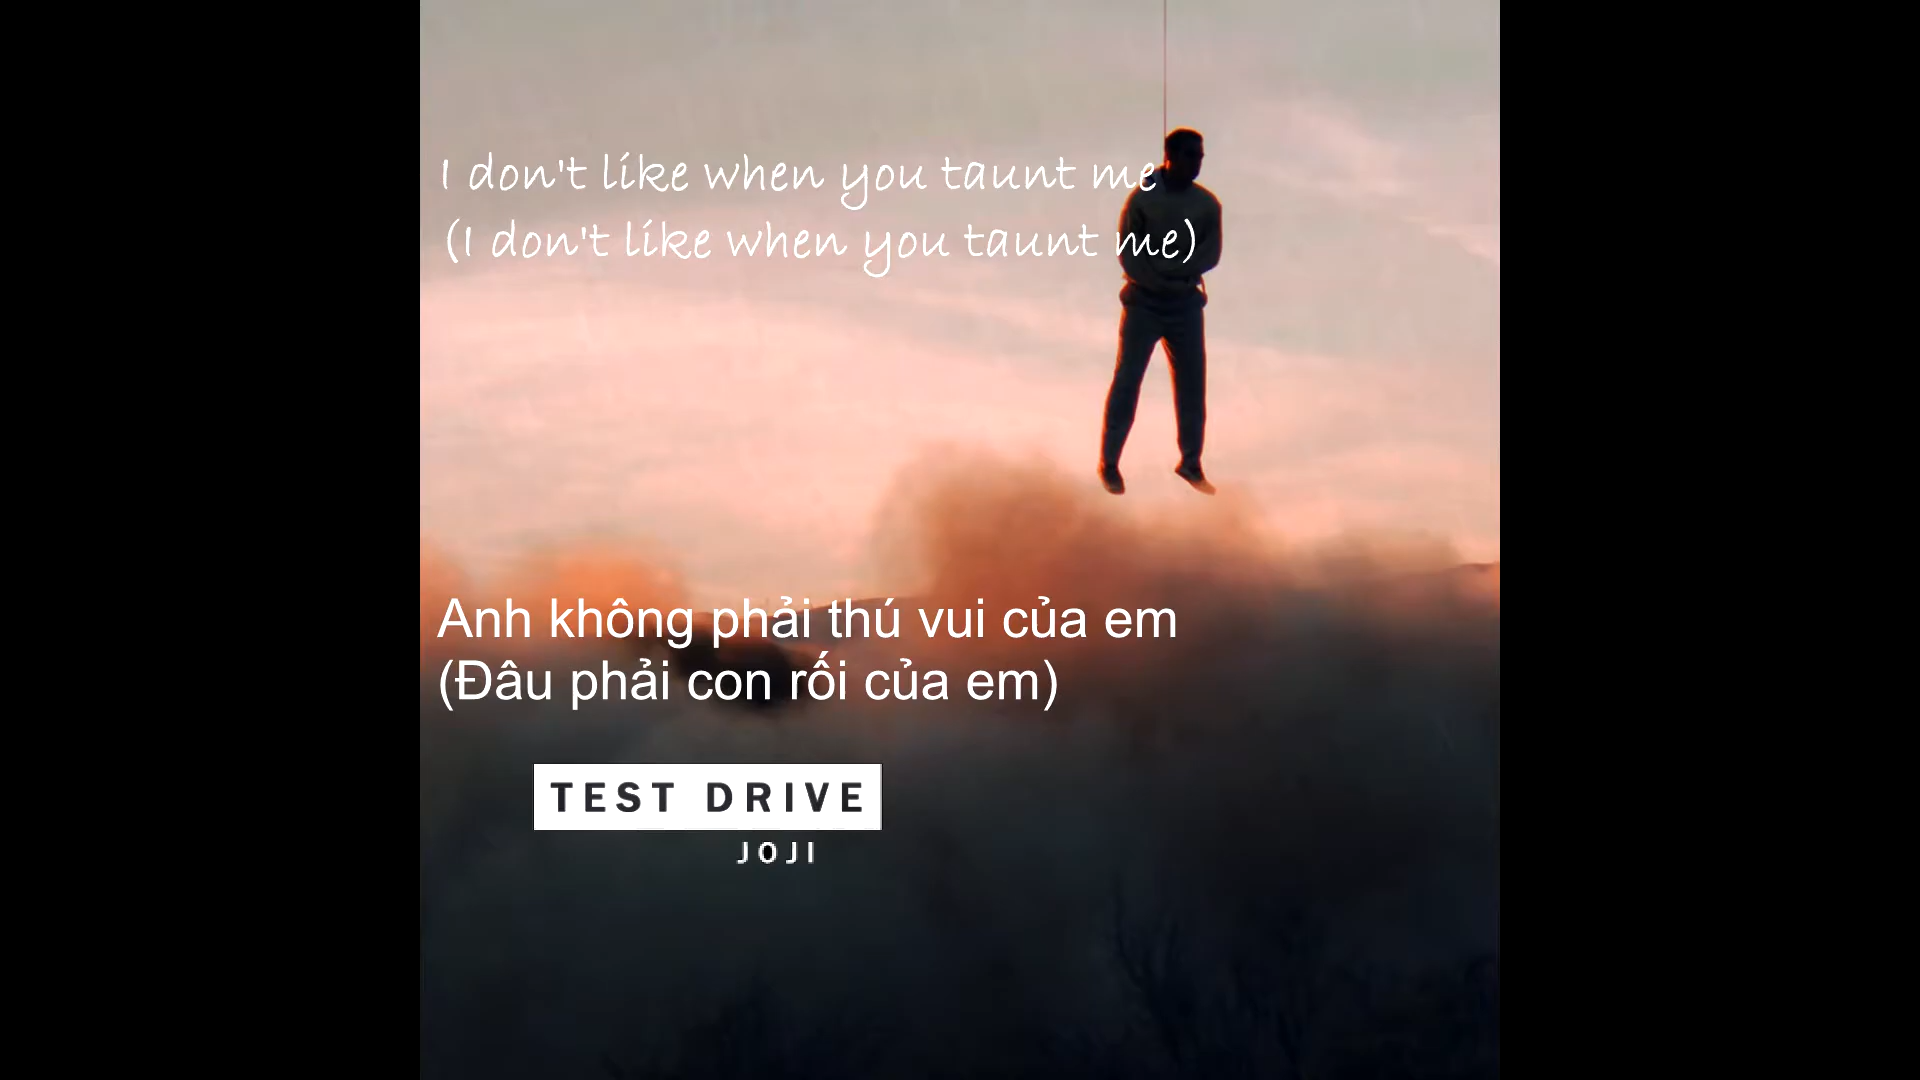 I don't like when you taunt me
(I don't like when you taunt me)
Anh không phải thú vui của em
(Đâu phải con rối của em)
TEST DRIVE
JOJI